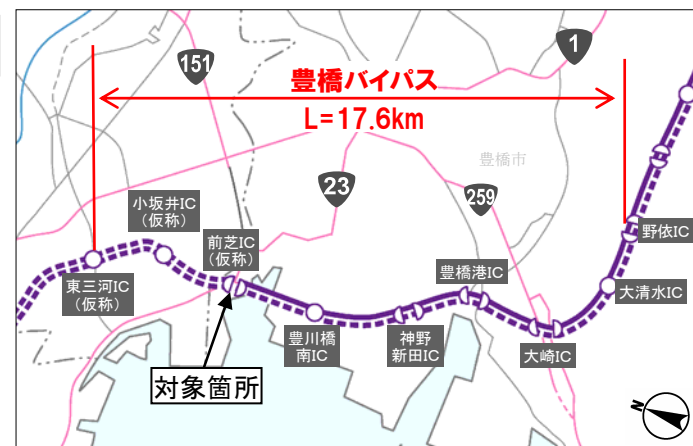 151
1
豊橋バイパス
L=17.6km
豊橋市
23
259
小坂井IC
(仮称)
前芝IC
(仮称)
東三河IC
(仮称)
豊川橋
南IC
神野
新田IC
豊橋港IC
大崎IC
大清水IC
野依IC
対象箇所
N